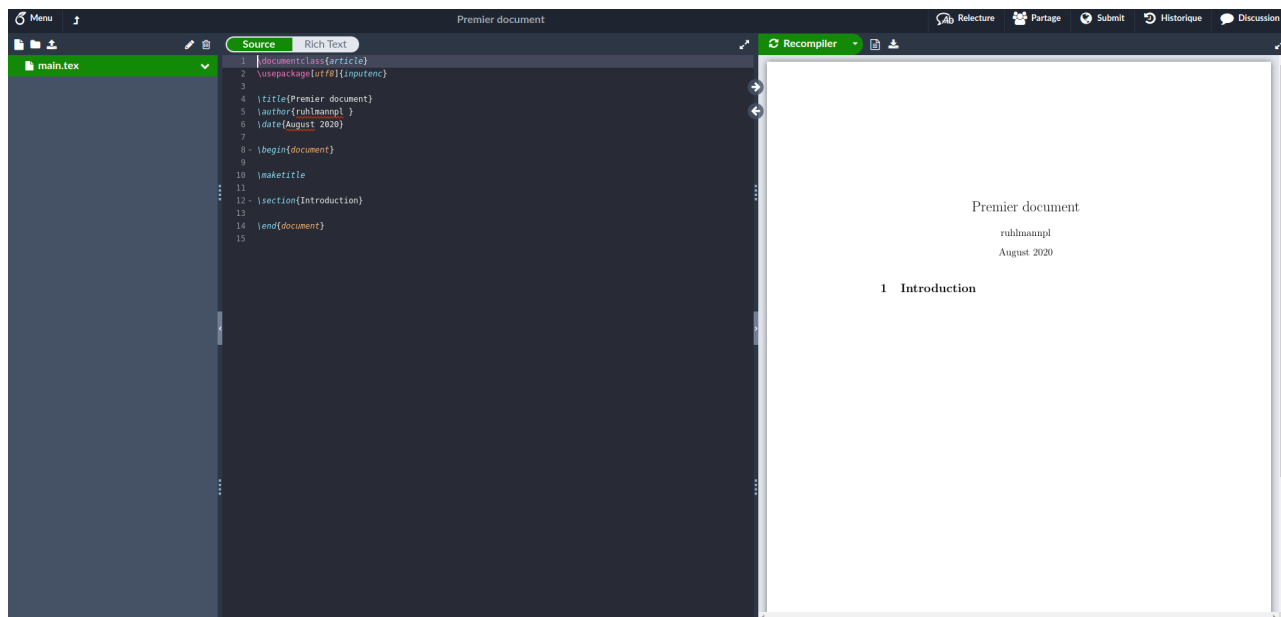 Menu Premier document Relecture Partage Submit Historique Discussion
Source Rich Text Recompiler
main.tex
1 \documentclass{article}
2 \usepackage[utf8]{inputenc}
3
4 \title{Premier document}
5 \author{ruhlmannpl }
6 \date{August 2020}
7
8 \begin{document}
9
10 \maketitle
11
12 \section{Introduction}
13
14 \end{document}
15
Premier document
ruhlmannpl
August 2020
1 Introduction